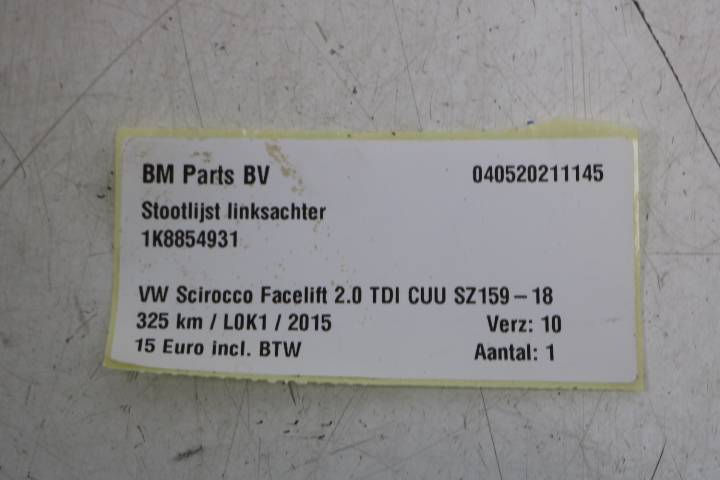 BM Parts BV 040520211145
Stootlijst linksachter
1K8854931
VW Scirocco Facelift 2.0 TDI CUU SZ159-18
325 km / L0K1 / 2015 Verz: 10
15 Euro incl. BTW Aantal: 1